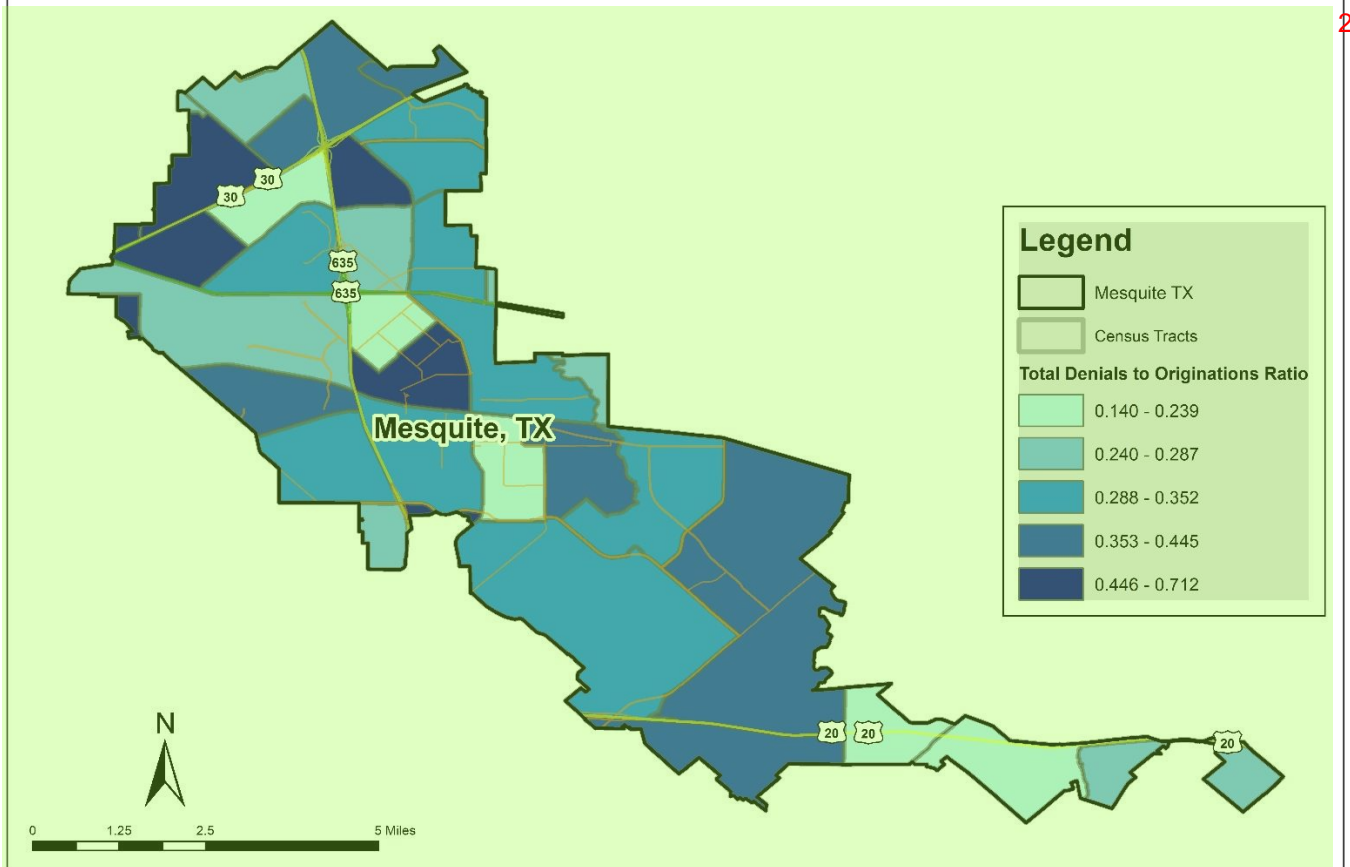 2
30
30
635
635
Mesquite, TX
20
20
20
N
0 1.25 2.5 5 Miles
Legend
Mesquite TX
Census Tracts
Total Denials to Originations Ratio
0.140 - 0.239
0.240 - 0.287
0.288 - 0.352
0.353 - 0.445
0.446 - 0.712